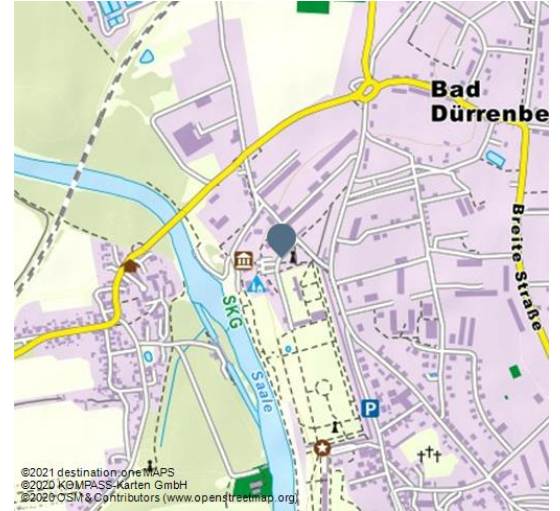 Bad
Dürrenbe
Breite Straße
SKG
Saale
P
©2021 destination.one MAPS
©2020 KOMPASS-Karten GmbH
©2020 OSM & Contributors (www.openstreetmap.org)